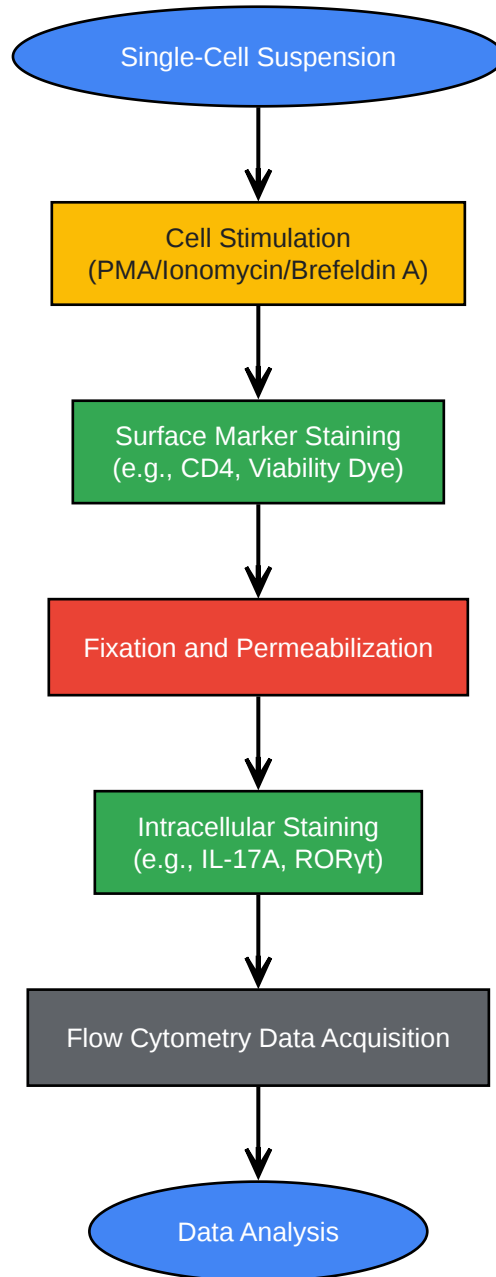 Single-Cell Suspension
Cell Stimulation
(PMA/Ionomycin/Brefeldin A)
Surface Marker Staining
(e.g., CD4, Viability Dye)
Fixation and Permeabilization
Intracellular Staining
(e.g., IL-17A, RORγt)
Flow Cytometry Data Acquisition
Data Analysis